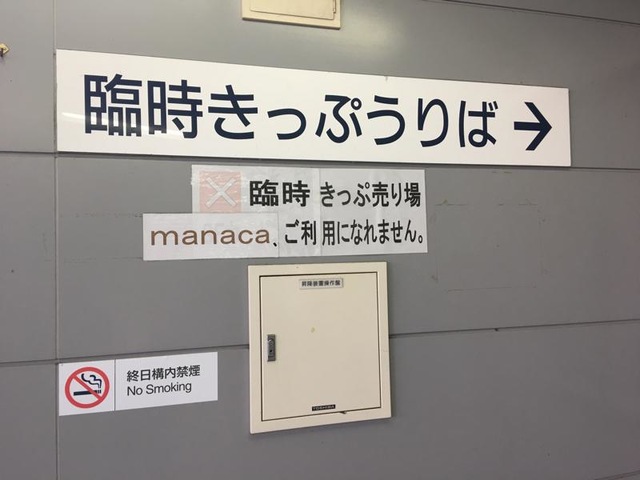 臨時きっぷうりば→
臨時 きっぷ売り場
manaca、ご利用になれません。
終日構内禁煙
No Smoking
TOSHIBA